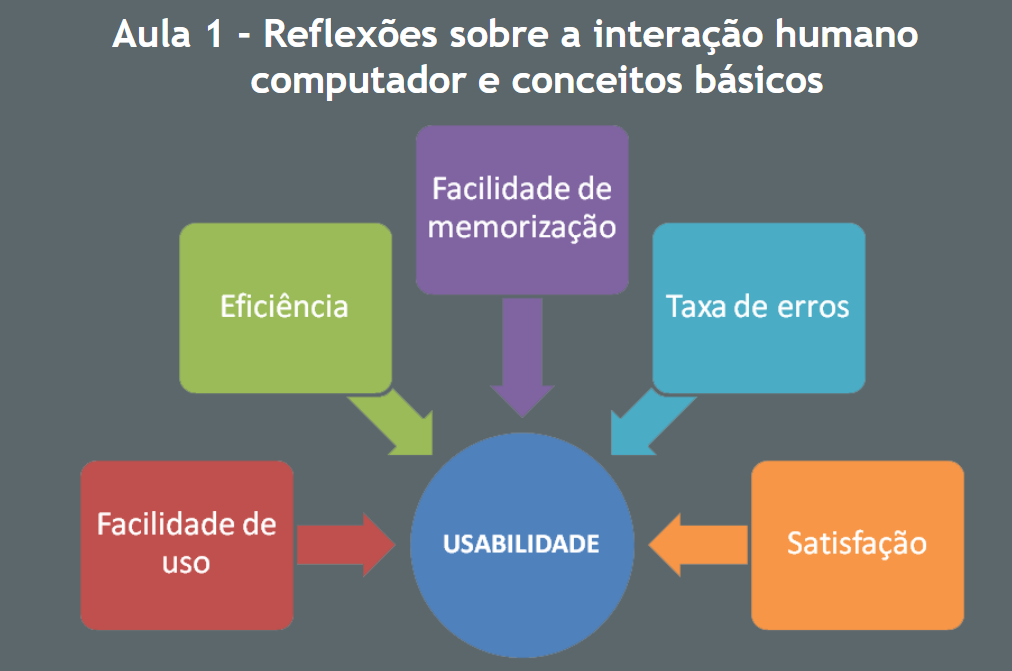 Aula 1 - Reflexões sobre a interação humano
computador e conceitos básicos
Facilidade de
memorização
Eficiência
Taxa de erros
Facilidade de
uso
USABILIDADE
Satisfação